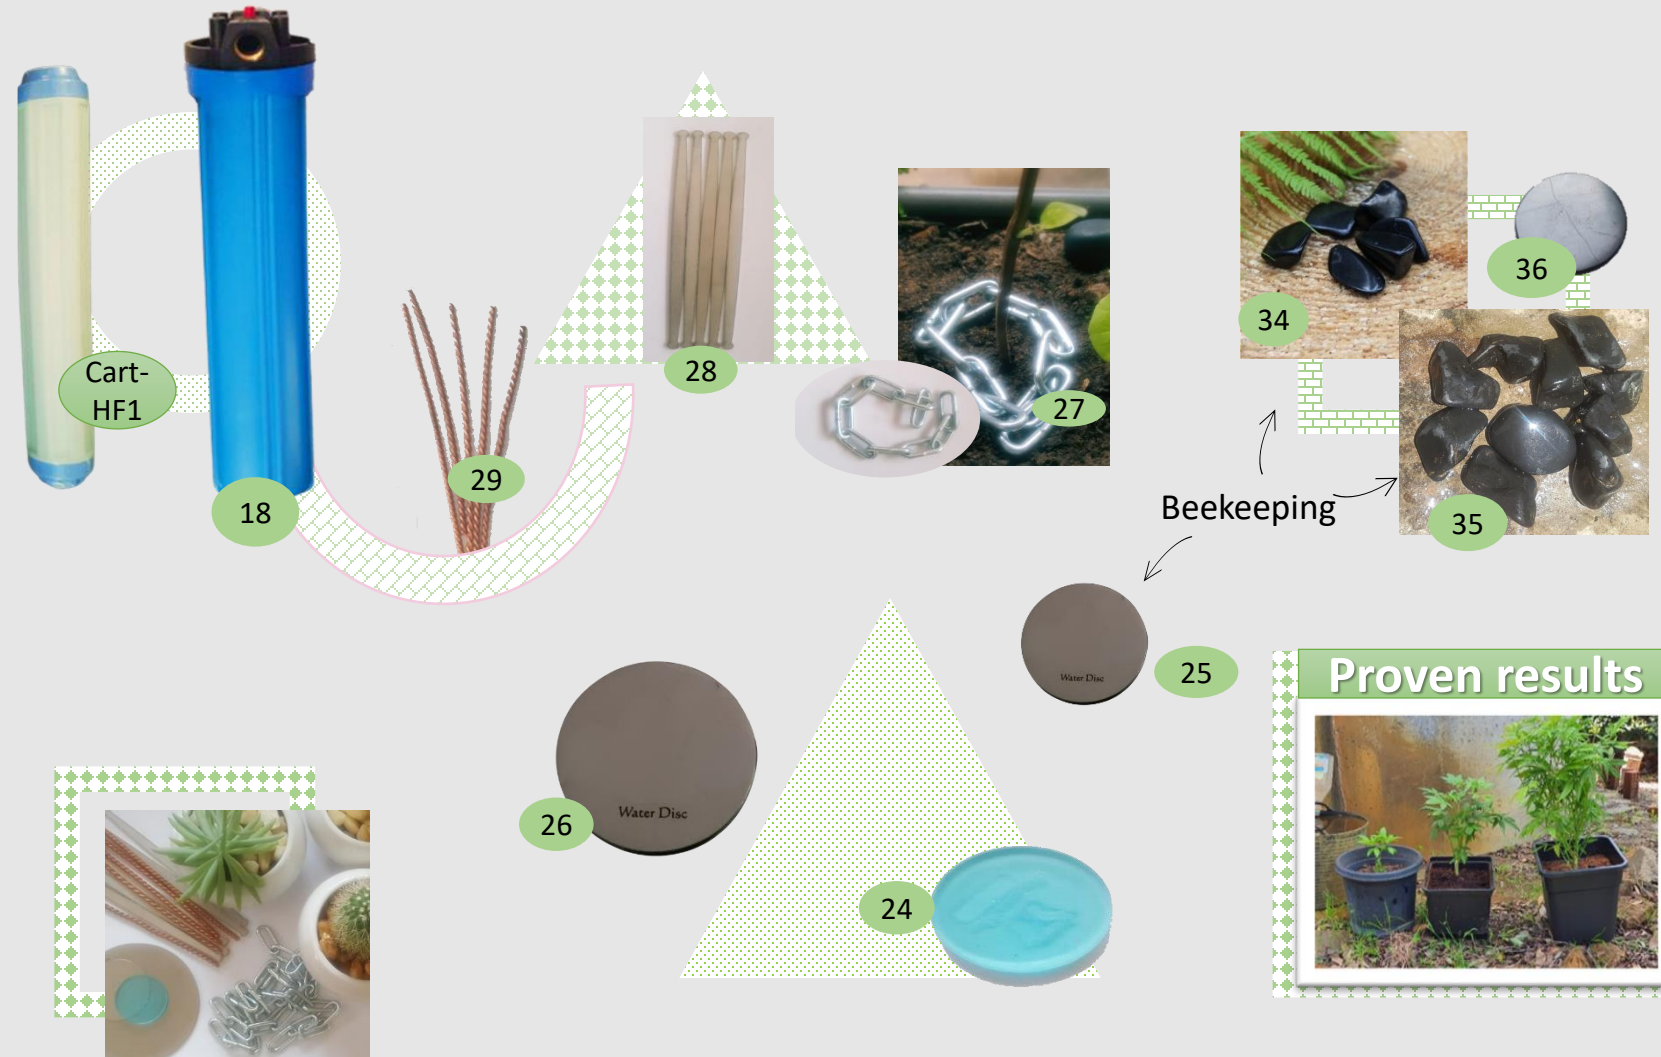 Cart-
HF1
18
29
28
27
34
36
35
Beekeeping
25
Water Disc
26
Water Disc
24
Proven results